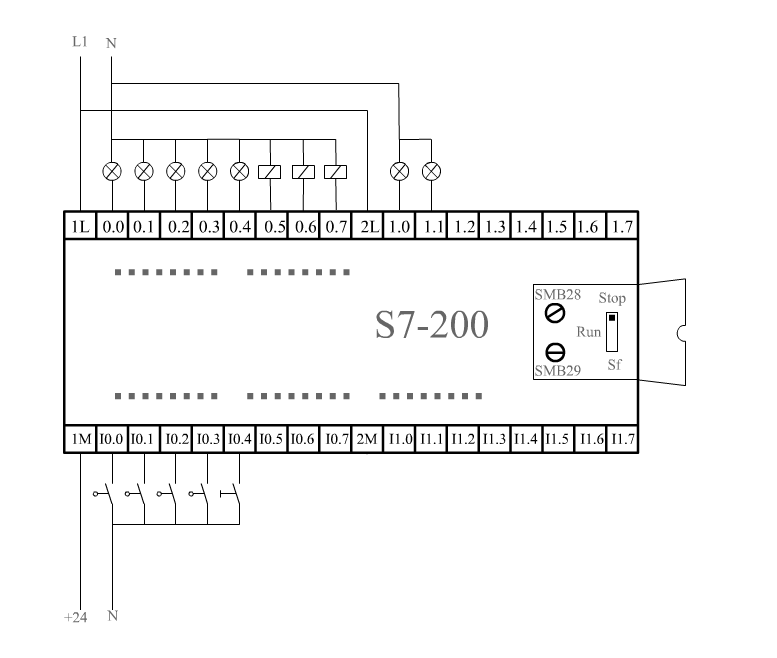 L1 N
1L 0.0 0.1 0.2 0.3 0.4 0.5 0.6 0.7 2L 1.0 1.1 1.2 1.3 1.4 1.5 1.6 1.7
SMB28 Stop
S7-200
Run
SMB29 Sf
1M I0.0 I0.1 I0.2 I0.3 I0.4 I0.5 I0.6 I0.7 2M I1.0 I1.1 I1.2 I1.3 I1.4 I1.5 I1.6 I1.7
+24 N